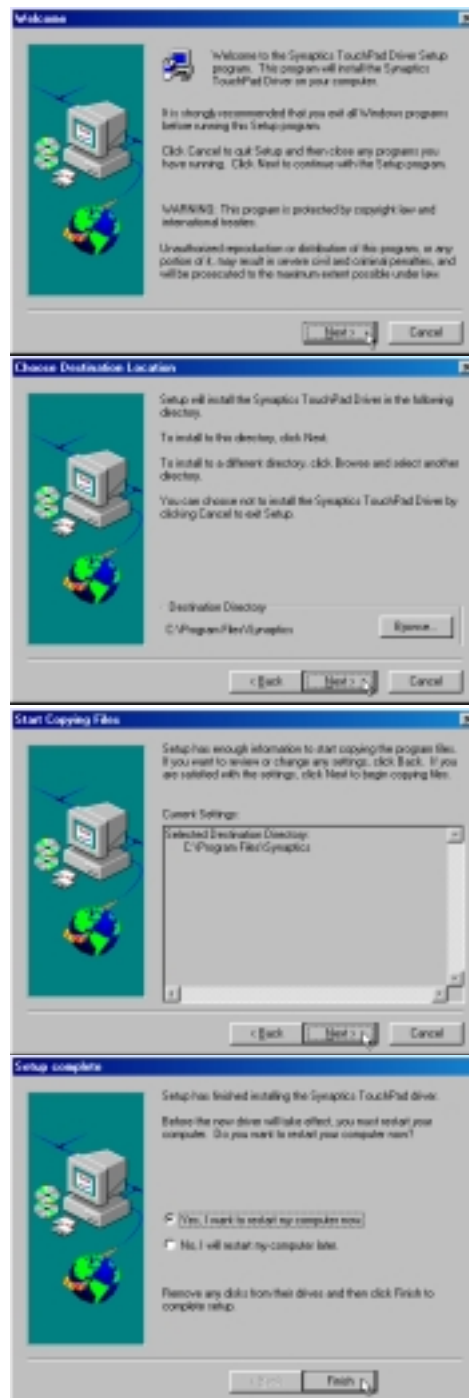 Welcome
Welcome to the Synaptics TouchPad Driver Setup
program. This program will install the Synaptics
TouchPad Driver on your computer.
It is strongly recommended that you exit all Windows programs
before running this Setup program.
Click Cancel to quit Setup and then close any programs you
have running. Click Next to continue with the Setup program.
WARNING: This program is protected by copyright law and
international treaties.
Unauthorized reproduction or distribution of this program, or any
portion of it, may result in severe civil and criminal penalties, and
will be prosecuted to the maximum extent possible under law.
Next >
Cancel
Choose Destination Location
Setup will install the Synaptics TouchPad Driver in the following
directory.
To install to this directory, click Next.
To install to a different directory, click Browse and select another
directory.
You can choose not to install the Synaptics TouchPad Driver by
clicking Cancel to exit Setup.
Destination Directory
C:\Program Files\Synaptics
Browse...
< Back
Next >
Cancel
Start Copying Files
Setup has enough information to start copying the program files.
If you want to review or change any settings, click Back. If you
are satisfied with the settings, click Next to begin copying files.
Current Settings:
Selected Destination Directory:
C:\Program Files\Synaptics
< Back
Next >
Cancel
Setup complete
Setup has finished installing the Synaptics TouchPad driver.
Before the new driver will take effect, you must restart your
computer. Do you want to restart your computer now?
Yes, I want to restart my computer now.
No, I will restart my computer later.
Remove any disks from their drives and then click Finish to
complete setup.
< Back
Finish